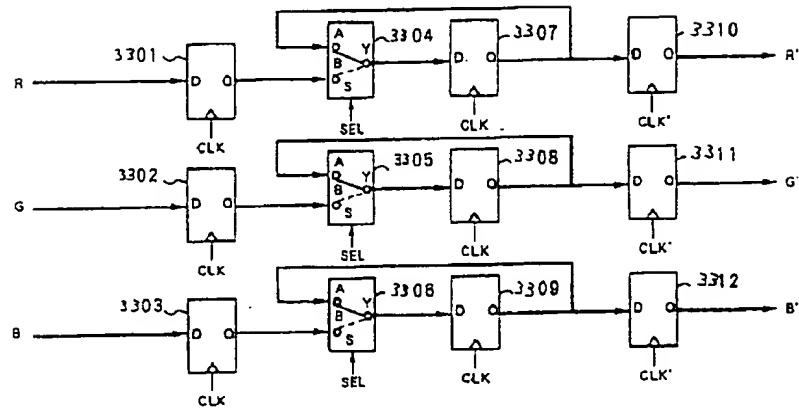 3301 A Y 3304 3307 3310
R D O B S D. O D O R'
CLK SEL CLK CLK'
3302 A Y 3305 3308 3311
G D O B S D O D O G'
CLK SEL CLK CLK'
3303 A Y 3308 3309 3312
B D O B S D O D O B'
CLK SEL CLK CLK'